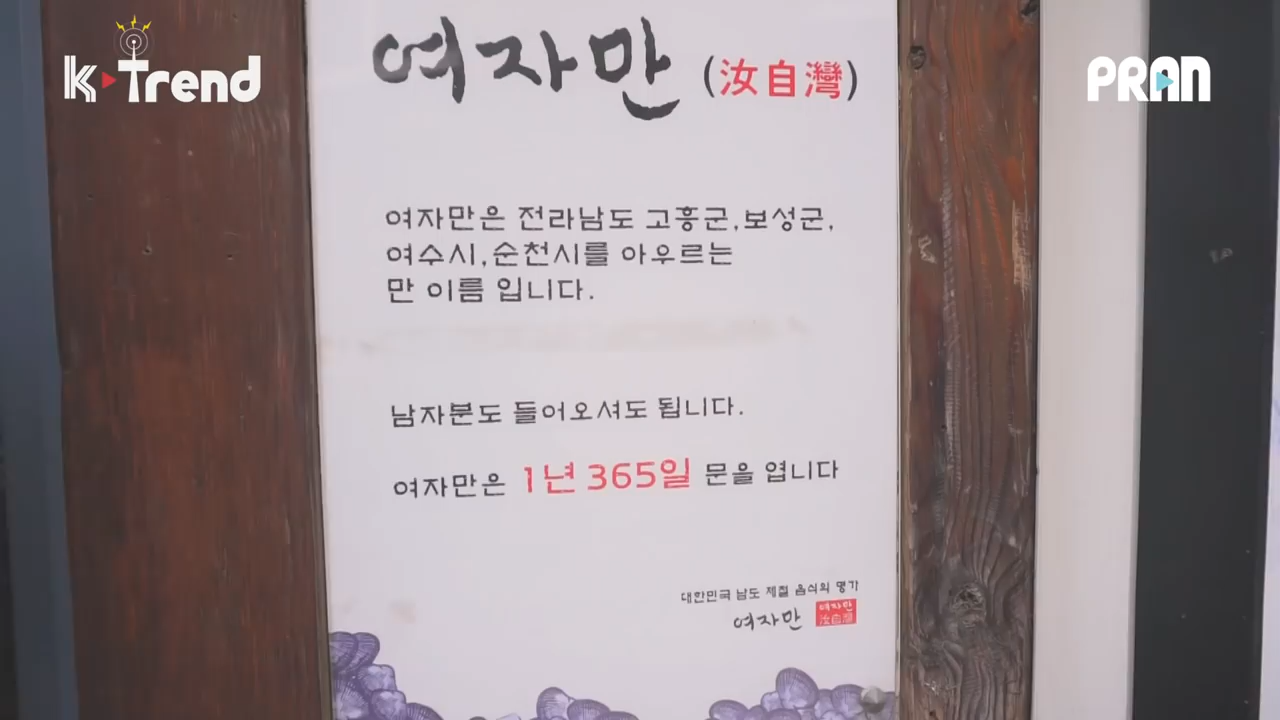 K Trend
PRAN
여자만 (汝自灣)
여자만은 전라남도 고흥군,보성군,
여수시,순천시를 아우르는
만 이름 입니다.
남자분도 들어오셔도 됩니다.
여자만은 1년 365일 문을 엽니다
대한민국 남도 제철 음식의 명가
여자만
여자만
汝自灣